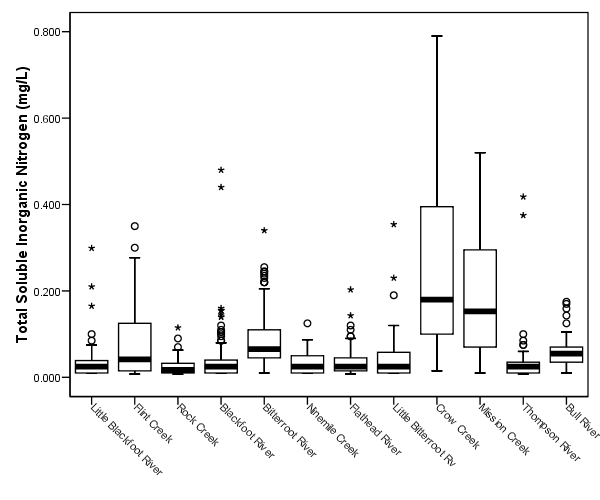 Total Soluble Inorganic Nitrogen (mg/L)
0.800
0.600
0.400
0.200
0.000
Little Blackfoot River
Flint Creek
Rock Creek
Blackfoot River
Bitterroot River
Ninemile Creek
Flathead River
Little Bitterroot Rv
Crow Creek
Mission Creek
Thompson River
Bull River